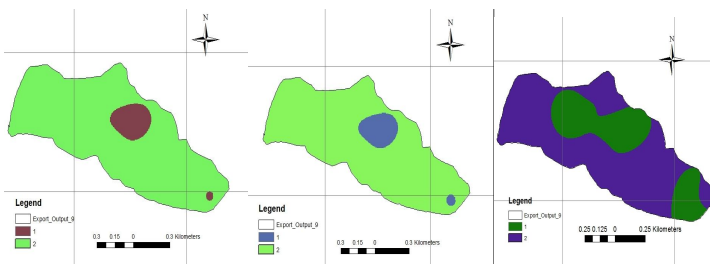 N
Legend
Export_Output_9
1
2
0.3 0.15 0 0.3 Kilometers
N
Legend
Export_Output_9
1
2
0.3 0.15 0 0.3 Kilometers
N
Legend
Export_Output_9
1
2
0.25 0.125 0 0.25 Kilometers